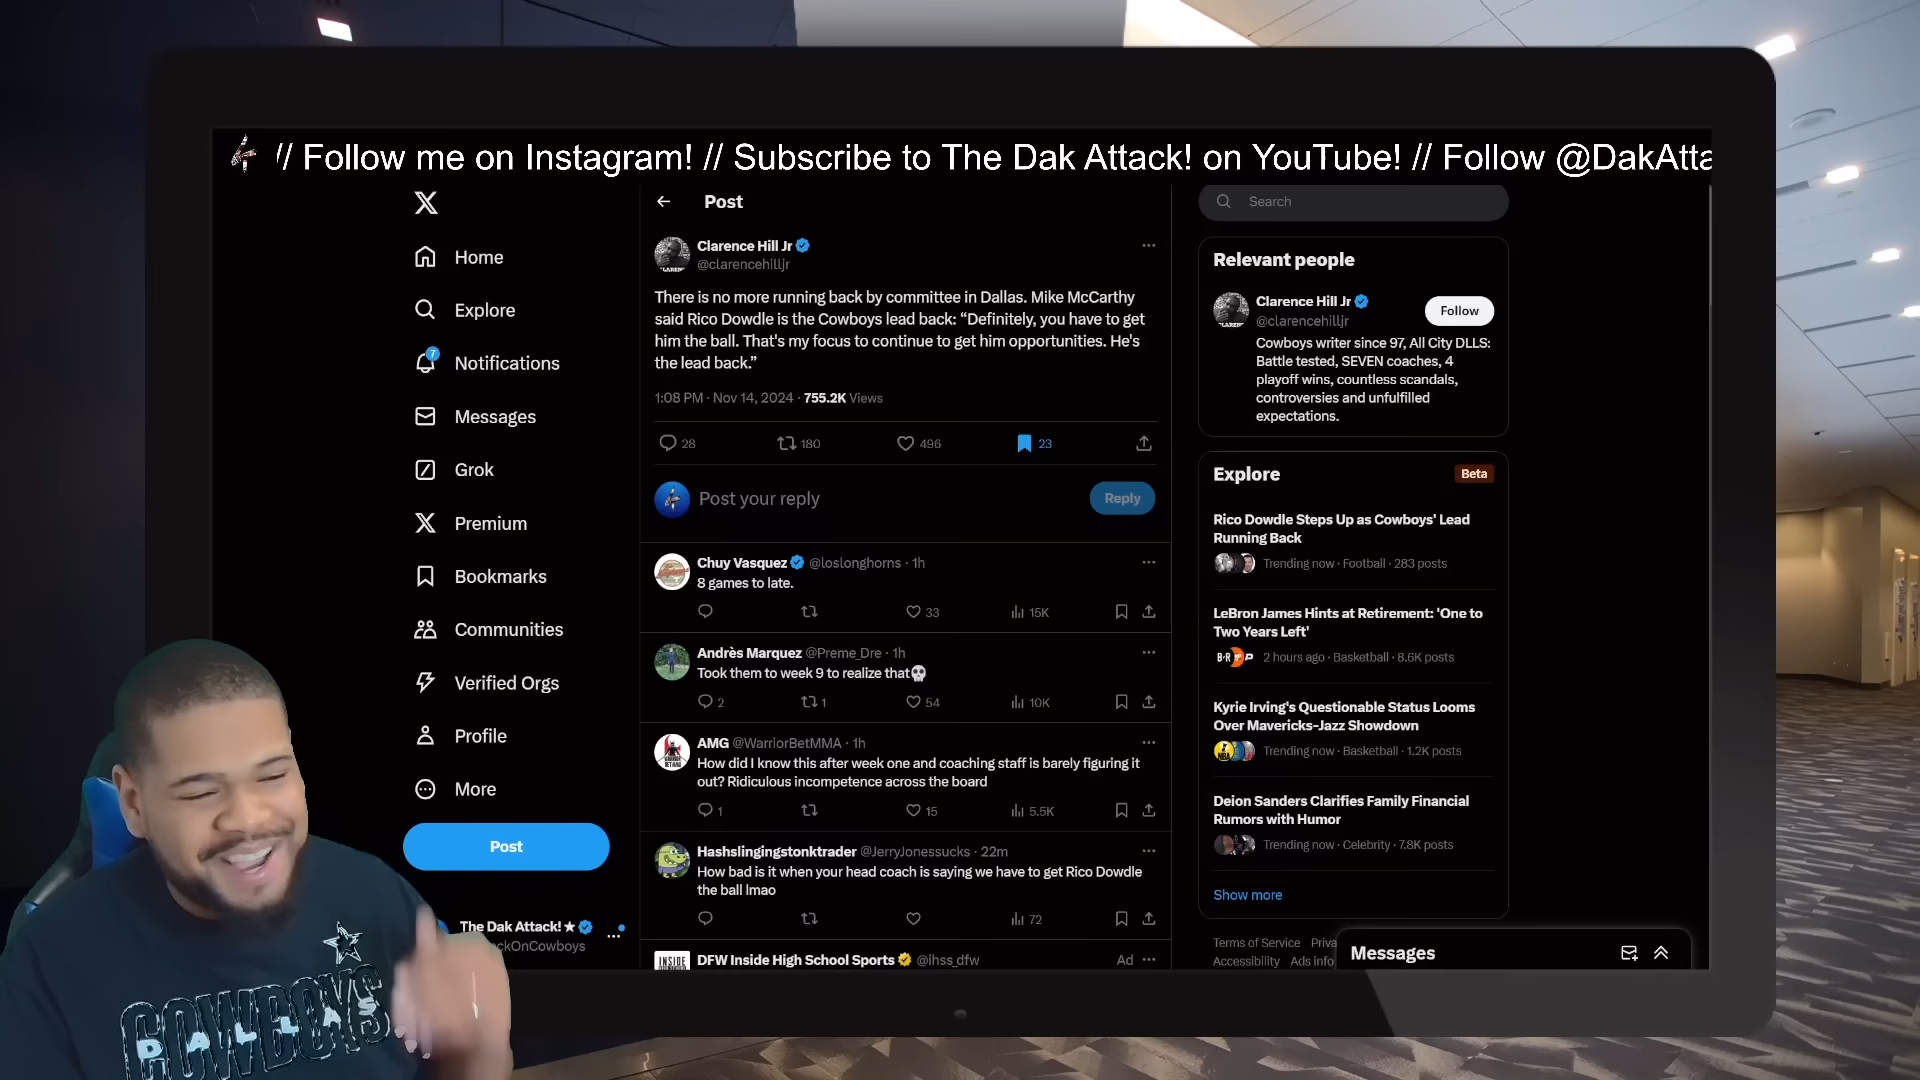 // Follow me on Instagram! // Subscribe to The Dak Attack! on YouTube! // Follow @DakAtta
Post
Search
Home
Explore
7
Notifications
Messages
Grok
Premium
Bookmarks
Communities
Verified Orgs
Profile
More
Post
The Dak Attack!★
ckOnCowboys
Clarence Hill Jr
@clarencehilljr
There is no more running back by committee in Dallas. Mike McCarthy
said Rico Dowdle is the Cowboys lead back: “Definitely, you have to get
him the ball. That's my focus to continue to get him opportunities. He's
the lead back.”
1:08 PM · Nov 14, 2024 · 755.2K Views
28 180 496 23
Post your reply
Reply
Chuy Vasquez @loslonghorns · 1h
8 games to late.
33 15K
Andrès Marquez @Preme_Dre · 1h
Took them to week 9 to realize that💀
2 1 54 10K
AMG @WarriorBetMMA · 1h
How did I know this after week one and coaching staff is barely figuring it
out? Ridiculous incompetence across the board
1 15 5.5K
Hashslingingstonktrader @JerryJonessucks · 22m
How bad is it when your head coach is saying we have to get Rico Dowdle
the ball lmao
72
INSIDE
DFW Inside High School Sports @ihss_dfw Ad
Relevant people
Clarence Hill Jr
@clarencehilljr
Follow
Cowboys writer since 97, All City DLLS:
Battle tested, SEVEN coaches, 4
playoff wins, countless scandals,
controversies and unfulfilled
expectations.
Explore
Beta
Rico Dowdle Steps Up as Cowboys' Lead
Running Back
Trending now · Football · 283 posts
LeBron James Hints at Retirement: 'One to
Two Years Left'
2 hours ago · Basketball · 8.6K posts
Kyrie Irving's Questionable Status Looms
Over Mavericks-Jazz Showdown
Trending now · Basketball · 1.2K posts
Deion Sanders Clarifies Family Financial
Rumors with Humor
Trending now · Celebrity · 7.8K posts
Show more
Terms of Service Priva
Accessibility Ads info
Messages
COWBOYS
DALLAS